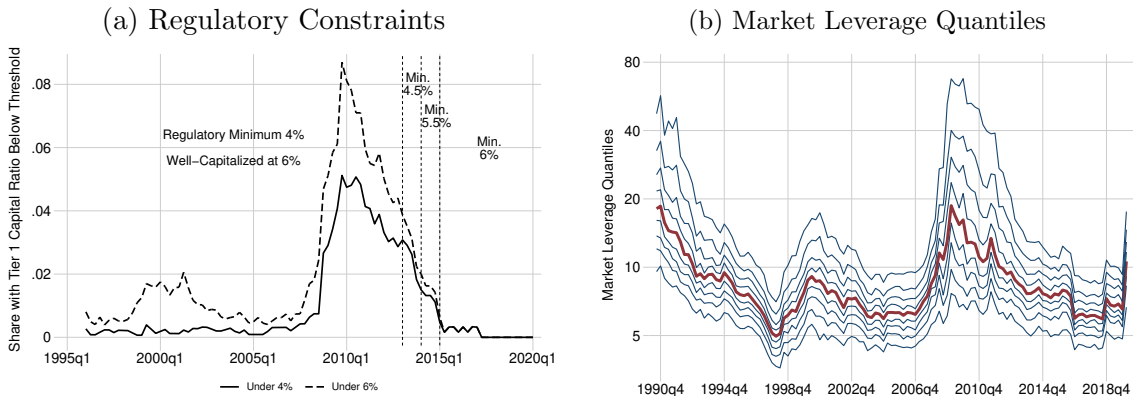 (a) Regulatory Constraints
Share with Tier 1 Capital Ratio Below Threshold
.08
.06
.04
.02
0
Min.
4.5%
Min.
5.5%
Min.
6%
Regulatory Minimum 4%
Well−Capitalized at 6%
1995q1
2000q1
2005q1
2010q1
2015q1
2020q1
Under 4%
Under 6%
(b) Market Leverage Quantiles
Market Leverage Quantiles
80
40
20
10
5
1990q4
1994q4
1998q4
2002q4
2006q4
2010q4
2014q4
2018q4